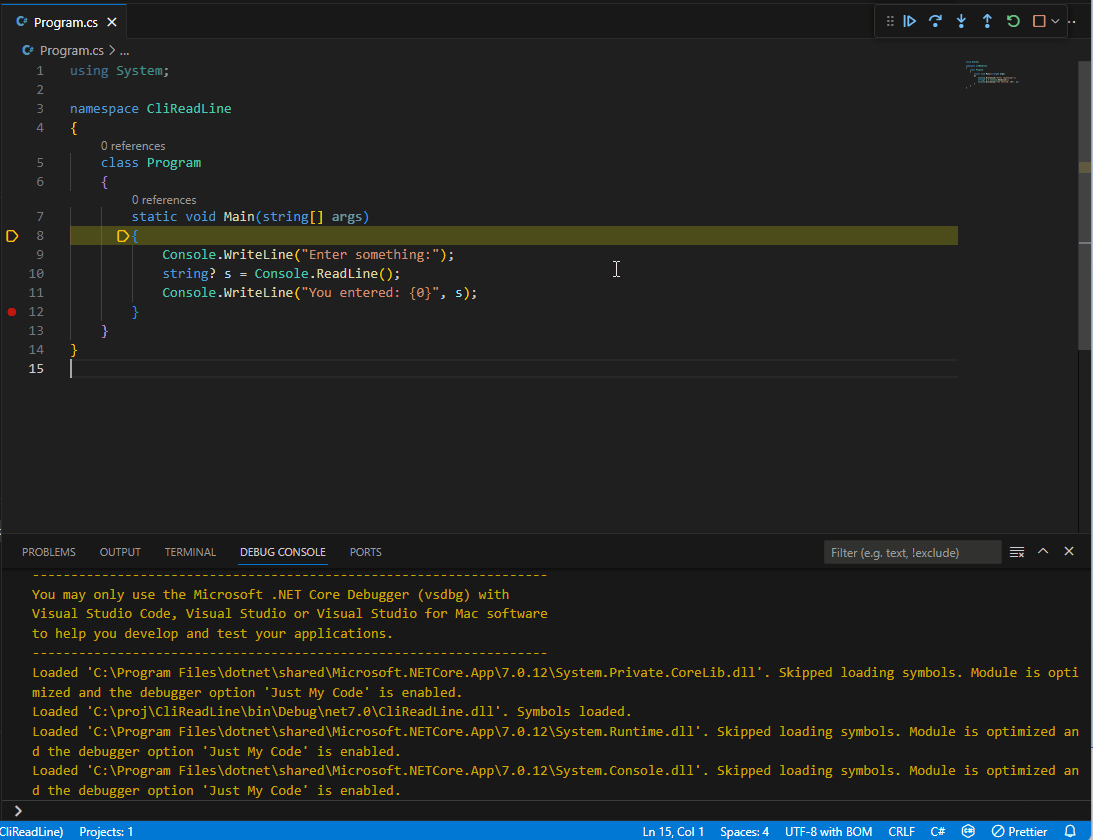 Program.cs
Program.cs > ...
1 using System;
2
3 namespace CliReadLine
4 {
0 references
5 class Program
6 {
0 references
7 static void Main(string[] args)
8 {
9 Console.WriteLine("Enter something:");
10 string? s = Console.ReadLine();
11 Console.WriteLine("You entered: {0}", s);
12 }
13 }
14 }
15
PROBLEMS OUTPUT TERMINAL DEBUG CONSOLE PORTS Filter (e.g. text, !exclude)
-------------------------------------------------------------------
You may only use the Microsoft .NET Core Debugger (vsdbg) with
Visual Studio Code, Visual Studio or Visual Studio for Mac software
to help you develop and test your applications.
-------------------------------------------------------------------
Loaded 'C:\Program Files\dotnet\shared\Microsoft.NETCore.App\7.0.12\System.Private.CoreLib.dll'. Skipped loading symbols. Module is opti
mized and the debugger option 'Just My Code' is enabled.
Loaded 'C:\proj\CliReadLine\bin\Debug\net7.0\CliReadLine.dll'. Symbols loaded.
Loaded 'C:\Program Files\dotnet\shared\Microsoft.NETCore.App\7.0.12\System.Runtime.dll'. Skipped loading symbols. Module is optimized an
d the debugger option 'Just My Code' is enabled.
Loaded 'C:\Program Files\dotnet\shared\Microsoft.NETCore.App\7.0.12\System.Console.dll'. Skipped loading symbols. Module is optimized an
d the debugger option 'Just My Code' is enabled.
CliReadLine) Projects: 1 Ln 15, Col 1 Spaces: 4 UTF-8 with BOM CRLF C# Prettier